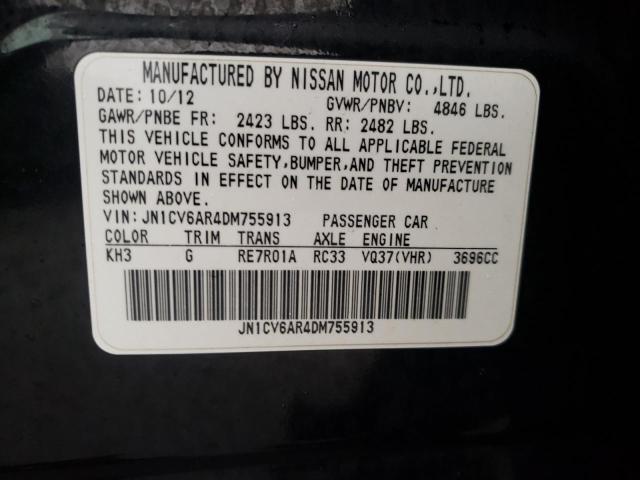 MANUFACTURED BY NISSAN MOTOR CO.,LTD.
DATE: 10/12 GVWR/PNBV: 4846 LBS.
GAWR/PNBE FR: 2423 LBS. RR: 2482 LBS.
THIS VEHICLE CONFORMS TO ALL APPLICABLE FEDERAL
MOTOR VEHICLE SAFETY,BUMPER,AND THEFT PREVENTION
STANDARDS IN EFFECT ON THE DATE OF MANUFACTURE
SHOWN ABOVE.
VIN: JN1CV6AR4DM755913 PASSENGER CAR
COLOR TRIM TRANS AXLE ENGINE
KH3 G RE7R01A RC33 VQ37(VHR) 3696CC
JN1CV6AR4DM755913